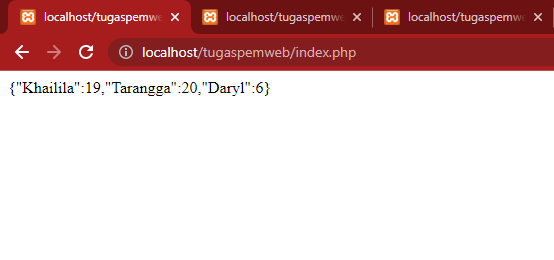 localhost/tugaspemwe localhost/tugaspemwe localhost/tugaspemwe
localhost/tugaspemweb/index.php
{"Khailila":19,"Tarangga":20,"Daryl":6}